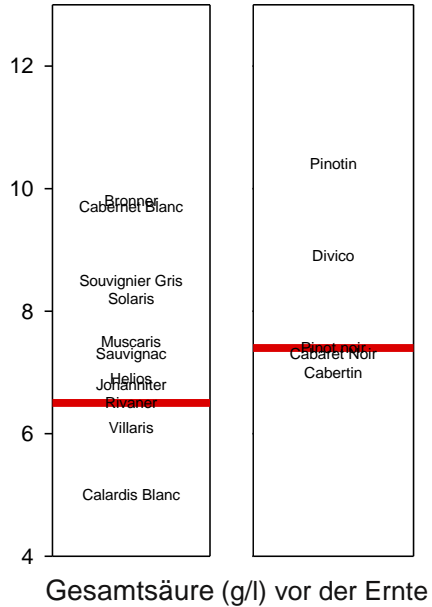 12
10
8
6
4
Bronner
Cabernet Blanc
Souvignier Gris
Solaris
Muscaris
Sauvignac
Helios
Johanniter
Rivaner
Villaris
Calardis Blanc
Pinotin
Divico
Pinot noir
Cabaret Noir
Cabertin
Gesamtsäure (g/l) vor der Ernte